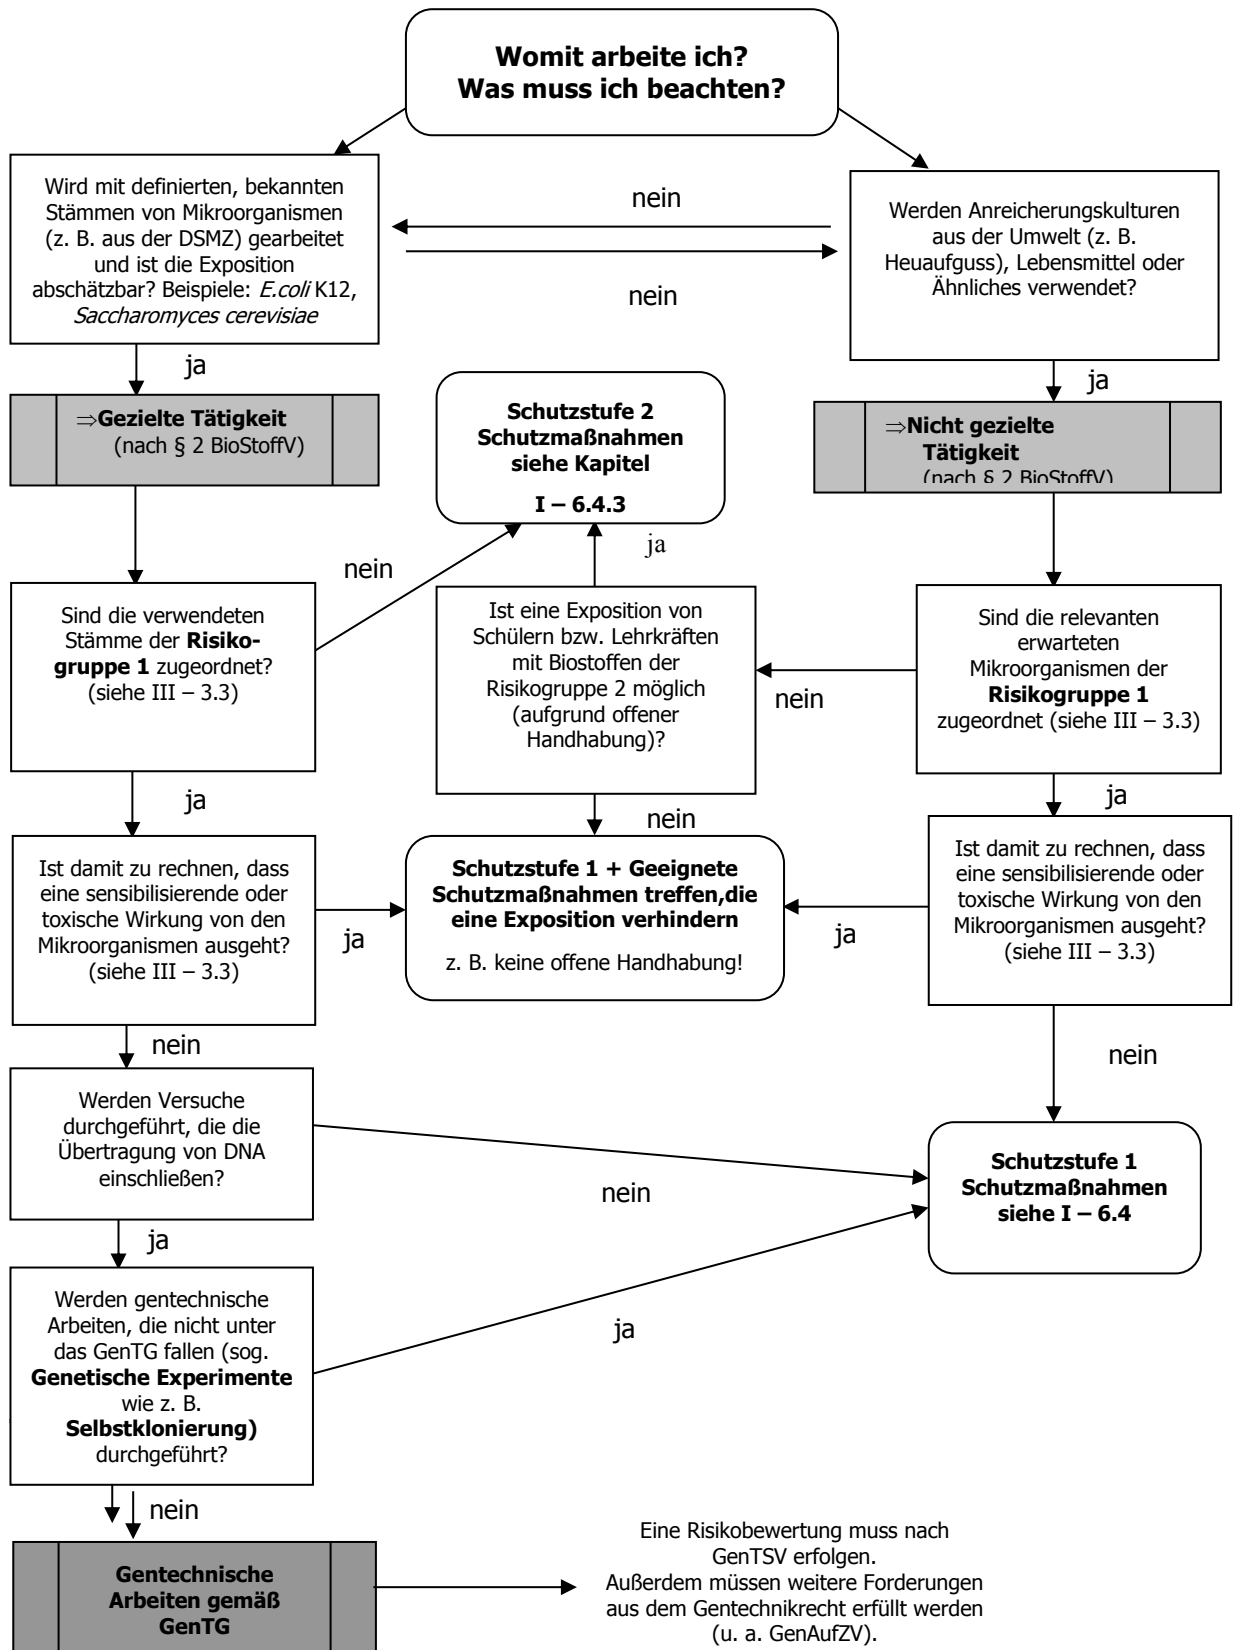 Womit arbeite ich?
Was muss ich beachten?
Wird mit definierten, bekannten
Stämmen von Mikroorganismen
(z. B. aus der DSMZ) gearbeitet
und ist die Exposition
abschätzbar? Beispiele: E.coli K12,
Saccharomyces cerevisiae
nein
nein
Werden Anreicherungskulturen
aus der Umwelt (z. B.
Heuaufguss), Lebensmittel oder
Ähnliches verwendet?
ja
ja
⇒Gezielte Tätigkeit
(nach § 2 BioStoffV)
Schutzstufe 2
Schutzmaßnahmen
siehe Kapitel
I – 6.4.3
⇒Nicht gezielte
Tätigkeit
(nach § 2 BioStoffV)
nein
ja
Sind die verwendeten
Stämme der Risiko-
gruppe 1 zugeordnet?
(siehe III – 3.3)
Ist eine Exposition von
Schülern bzw. Lehrkräften
mit Biostoffen der
Risikogruppe 2 möglich
(aufgrund offener
Handhabung)?
nein
Sind die relevanten
erwarteten
Mikroorganismen der
Risikogruppe 1
zugeordnet (siehe III – 3.3)
ja
nein
ja
Ist damit zu rechnen, dass
eine sensibilisierende oder
toxische Wirkung von den
Mikroorganismen ausgeht?
(siehe III – 3.3)
ja
Schutzstufe 1 + Geeignete
Schutzmaßnahmen treffen,die
eine Exposition verhindern
z. B. keine offene Handhabung!
ja
Ist damit zu rechnen, dass
eine sensibilisierende oder
toxische Wirkung von den
Mikroorganismen ausgeht?
(siehe III – 3.3)
nein
nein
Werden Versuche
durchgeführt, die die
Übertragung von DNA
einschließen?
nein
Schutzstufe 1
Schutzmaßnahmen
siehe I – 6.4
ja
Werden gentechnische
Arbeiten, die nicht unter
das GenTG fallen (sog.
Genetische Experimente
wie z. B.
Selbstklonierung)
durchgeführt?
ja
nein
Gentechnische
Arbeiten gemäß
GenTG
Eine Risikobewertung muss nach
GenTSV erfolgen.
Außerdem müssen weitere Forderungen
aus dem Gentechnikrecht erfüllt werden
(u. a. GenAufZV).